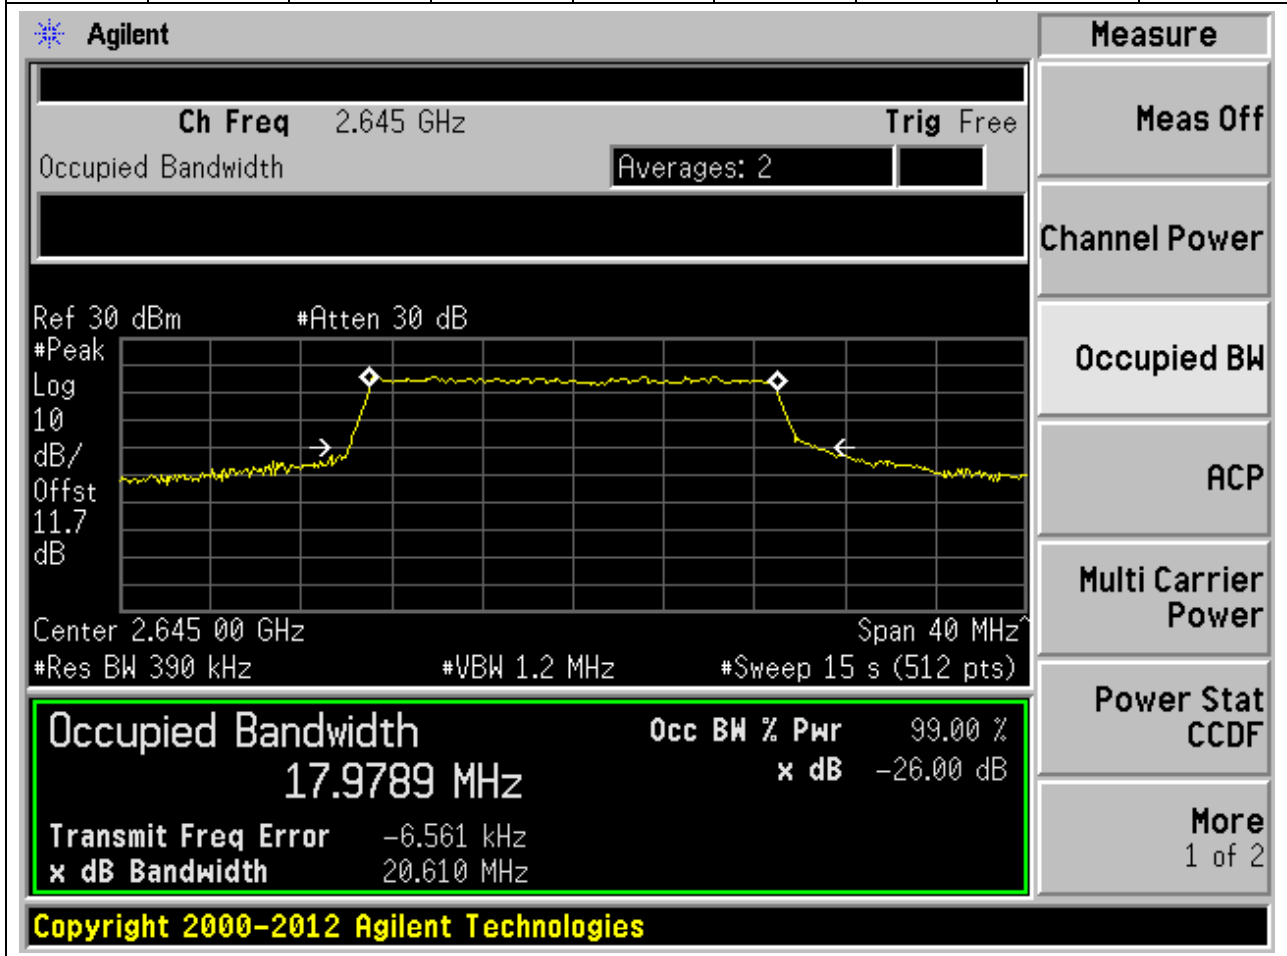 Agilent
Measure
Ch Freq 2.645 GHz Trig Free
Occupied Bandwidth Averages: 2
Meas Off
Channel Power
Occupied BW
ACP
Multi Carrier
Power
Power Stat
CCDF
More
1 of 2
Ref 30 dBm #Atten 30 dB
#Peak
Log
10
dB/
Offst
11.7
dB
Center 2.645 00 GHz Span 40 MHz^
#Res BW 390 kHz #VBW 1.2 MHz #Sweep 15 s (512 pts)
Occupied Bandwidth Occ BW % Pwr 99.00 %
17.9789 MHz x dB -26.00 dB
Transmit Freq Error -6.561 kHz
x dB Bandwidth 20.610 MHz
Copyright 2000-2012 Agilent Technologies